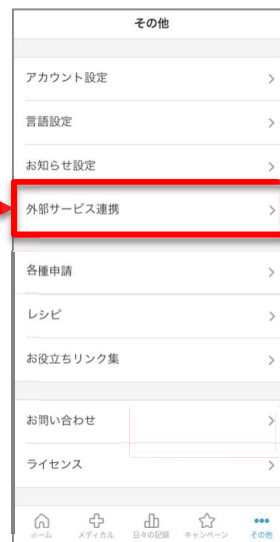 その他
アカウント設定
言語設定
お知らせ設定
外部サービス連携
各種申請
レシピ
お役立ちリンク集
お問い合わせ
ライセンス
ホーム メディカル 日々の記録 キャンペーン その他